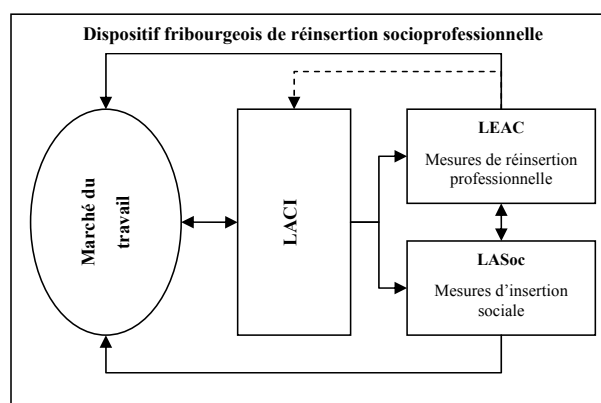 Dispositif fribourgeois de réinsertion socioprofessionnelle
Marché du
travail
LACI
LEAC
Mesures de réinsertion
professionnelle
LASoc
Mesures d’insertion
sociale